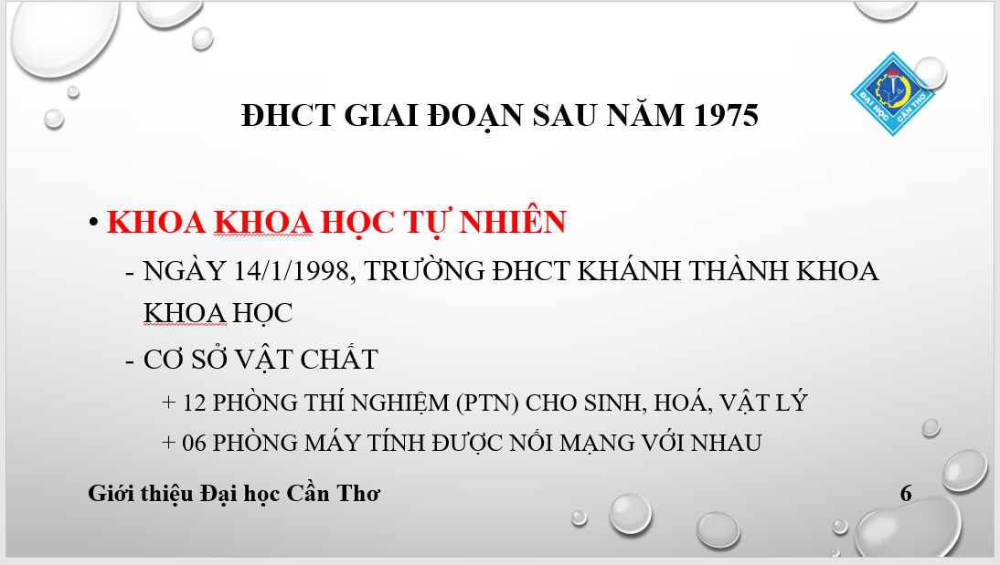 ĐẠI HỌC CẦN THƠ
ĐHCT GIAI ĐOẠN SAU NĂM 1975
• KHOA KHOA HỌC TỰ NHIÊN
- NGÀY 14/1/1998, TRƯỜNG ĐHCT KHÁNH THÀNH KHOA
KHOA HỌC
- CƠ SỞ VẬT CHẤT
+ 12 PHÒNG THÍ NGHIỆM (PTN) CHO SINH, HOÁ, VẬT LÝ
+ 06 PHÒNG MÁY TÍNH ĐƯỢC NỐI MẠNG VỚI NHAU
Giới thiệu Đại học Cần Thơ 6